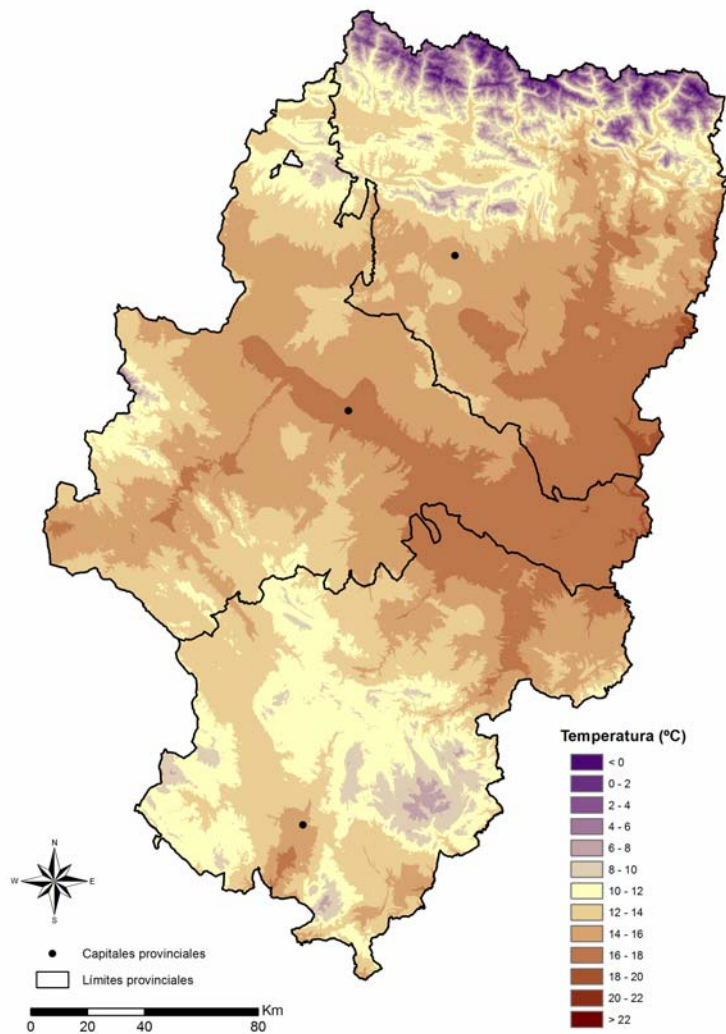 Temperatura (ºC)
< 0
0 - 2
2 - 4
4 - 6
6 - 8
8 - 10
10 - 12
12 - 14
14 - 16
16 - 18
18 - 20
20 - 22
> 22
N
W E
S
Capitales provinciales
Límites provinciales
Km
0 20 40 80